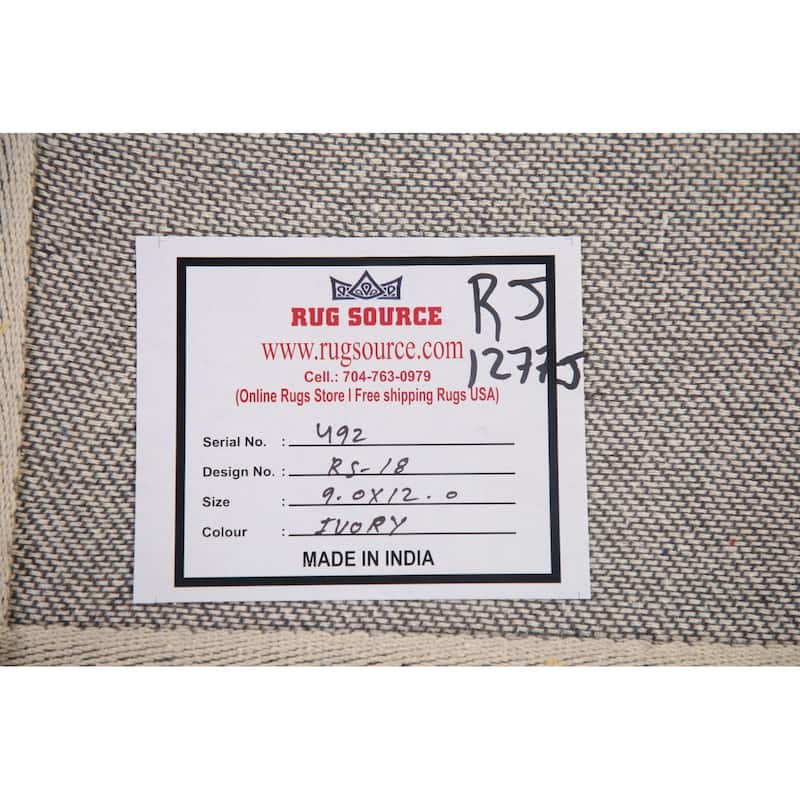 RUG SOURCE
www.rugsource.com
Cell.: 704-763-0979
(Online Rugs Store I Free shipping Rugs USA)
RJ
1277J
Serial No. : 492
Design No. : RS-18
Size : 9.0X12.0
Colour : IVORY
MADE IN INDIA